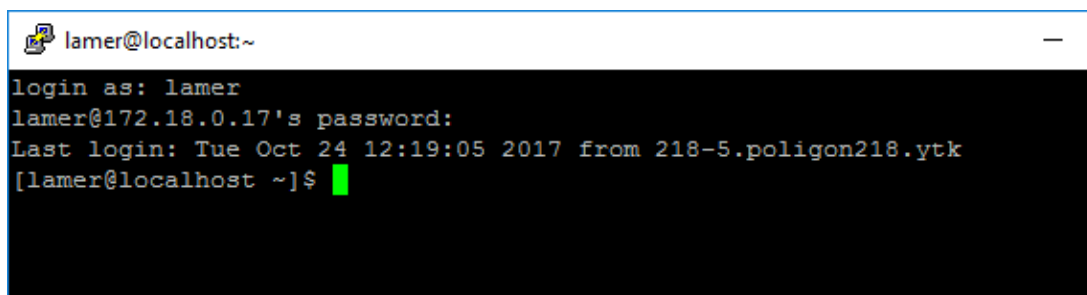 lamer@localhost:~
login as: lamer
lamer@172.18.0.17's password:
Last login: Tue Oct 24 12:19:05 2017 from 218-5.poligon218.ytk
[lamer@localhost ~]$